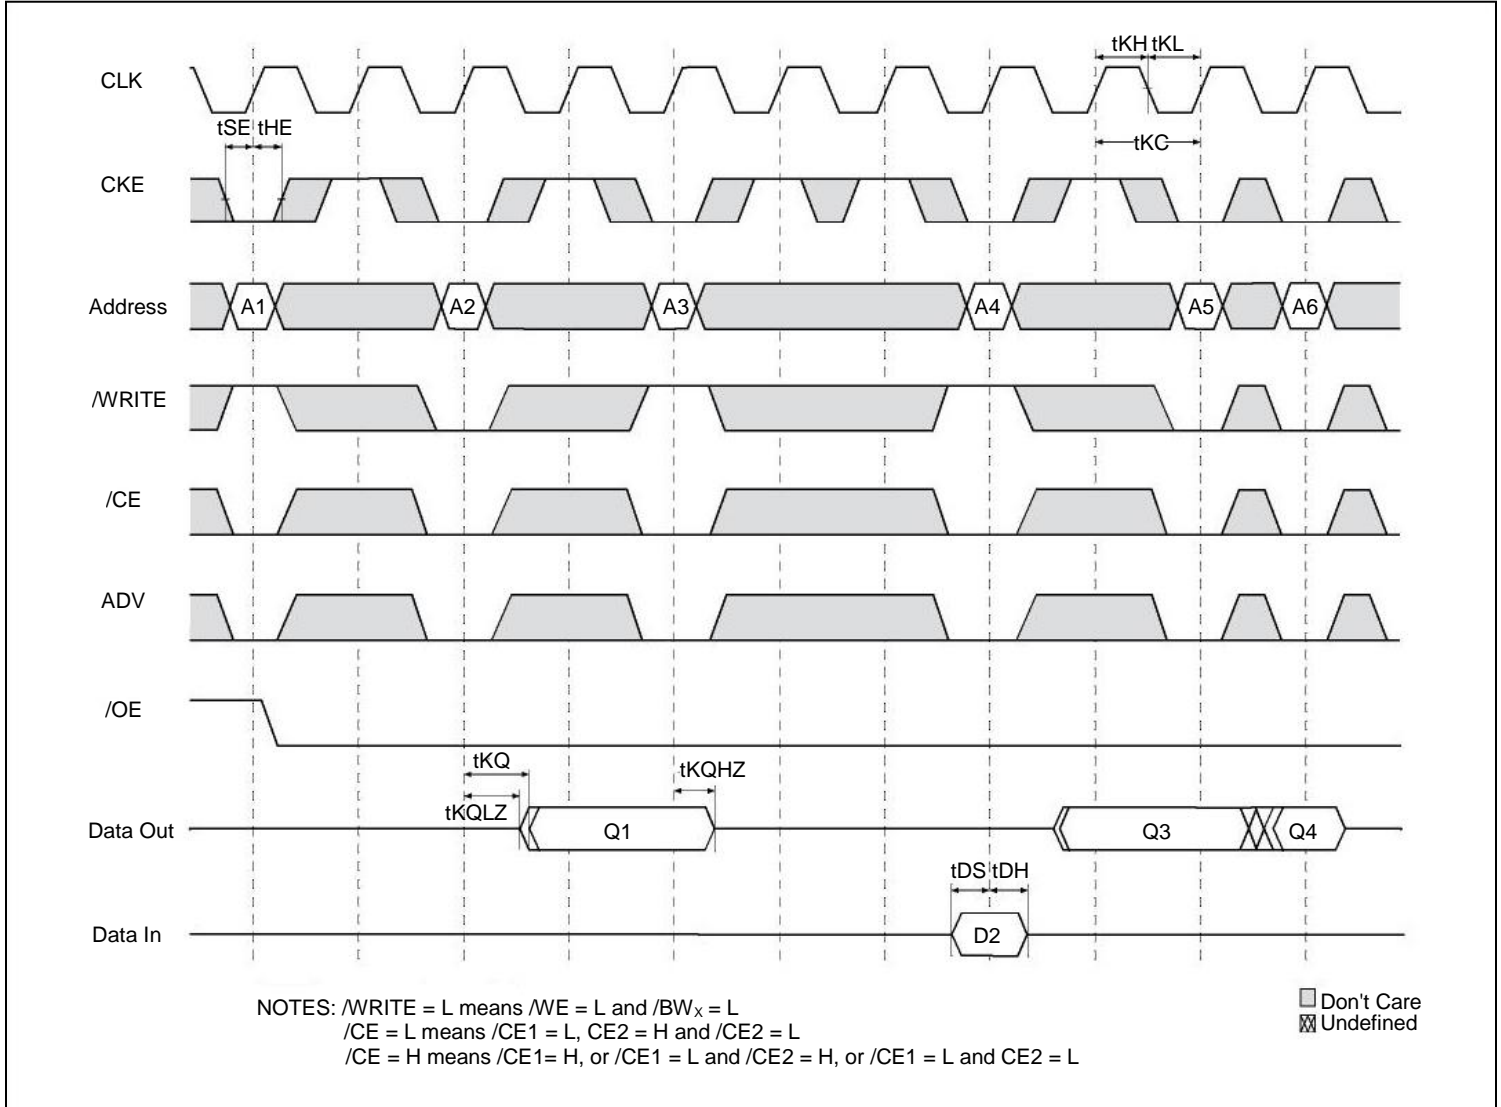 tKH tKL
CLK
tSE tHE
tKC
CKE
Address A1 A2 A3 A4 A5 A6
/WRITE
/CE
ADV
/OE
tKQ
tKQHZ
tKQLZ
Data Out Q1 Q3 Q4
tDS tDH
Data In D2
NOTES: /WRITE = L means /WE = L and /BWX = L
/CE = L means /CE1 = L, CE2 = H and /CE2 = L
/CE = H means /CE1= H, or /CE1 = L and /CE2 = H, or /CE1 = L and CE2 = L
Don't Care
Undefined